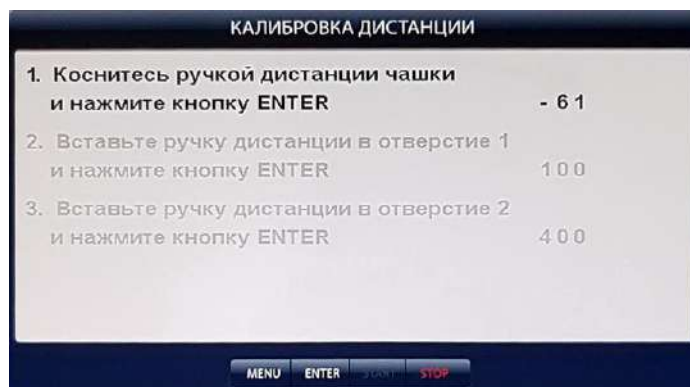 КАЛИБРОВКА ДИСТАНЦИИ
1. Коснитесь ручкой дистанции чашки
и нажмите кнопку ENTER - 61
2. Вставьте ручку дистанции в отверстие 1
и нажмите кнопку ENTER 100
3. Вставьте ручку дистанции в отверстие 2
и нажмите кнопку ENTER 400
MENU ENTER START STOP